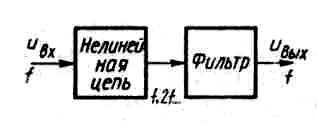 u вх
f
Нелиней
ная
цепь
f, 2f...
Фильтр
u вых
f